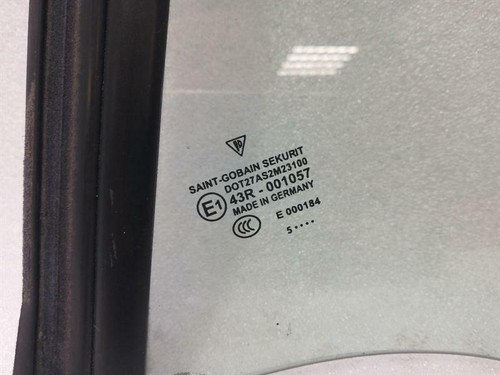 SAINT-GOBAIN SEKURIT
DOT27AS2M23100
E1 43R - 001057
MADE IN GERMANY
CCC E 000184
5 ····